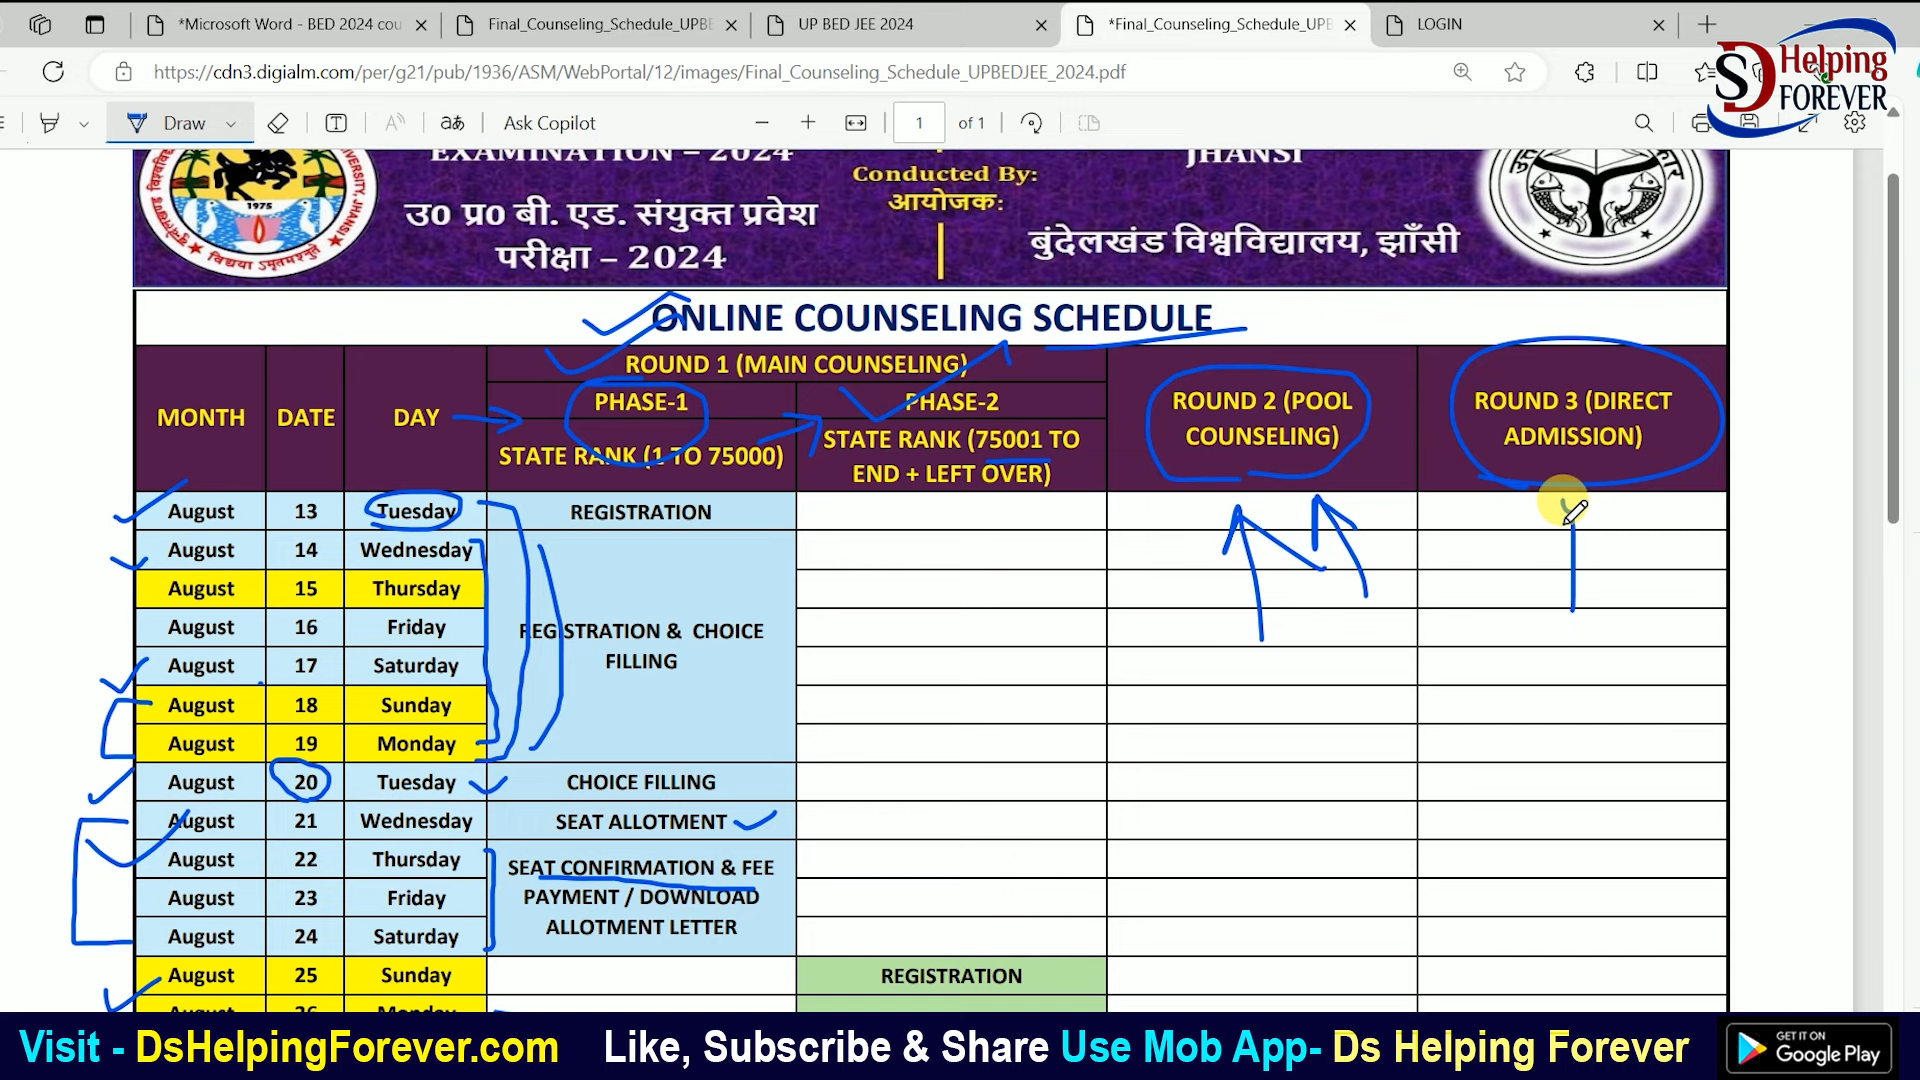 *Microsoft Word - BED 2024 cou
Final_Counseling_Schedule_UPBE
UP BED JEE 2024
*Final_Counseling_Schedule_UPB
LOGIN
https://cdn3.digialm.com/per/g21/pub/1936/ASM/WebPortal/12/images/Final_Counseling_Schedule_UPBEDJEE_2024.pdf
SD Helping FOREVER
Draw
Ask Copilot
1 of 1
EXAMINATION – 2024
JHANSI
Conducted By:
आयोजक:
उ0 प्र0 बी. एड. संयुक्त प्रवेश
परीक्षा – 2024
बुंदेलखंड विश्वविद्यालय, झाँसी
1975
ONLINE COUNSELING SCHEDULE
MONTH DATE DAY
ROUND 1 (MAIN COUNSELING)
PHASE-1
STATE RANK (1 TO 75000)
PHASE-2
STATE RANK (75001 TO
END + LEFT OVER)
ROUND 2 (POOL
COUNSELING)
ROUND 3 (DIRECT
ADMISSION)
August 13 Tuesday REGISTRATION
August 14 Wednesday
August 15 Thursday
August 16 Friday
August 17 Saturday
August 18 Sunday
August 19 Monday
REGISTRATION & CHOICE
FILLING
August 20 Tuesday CHOICE FILLING
August 21 Wednesday SEAT ALLOTMENT
August 22 Thursday
August 23 Friday
August 24 Saturday
SEAT CONFIRMATION & FEE
PAYMENT / DOWNLOAD
ALLOTMENT LETTER
August 25 Sunday REGISTRATION
August 26 Monday
Visit - DsHelpingForever.com Like, Subscribe & Share Use Mob App- Ds Helping Forever
GET IT ON
Google Play